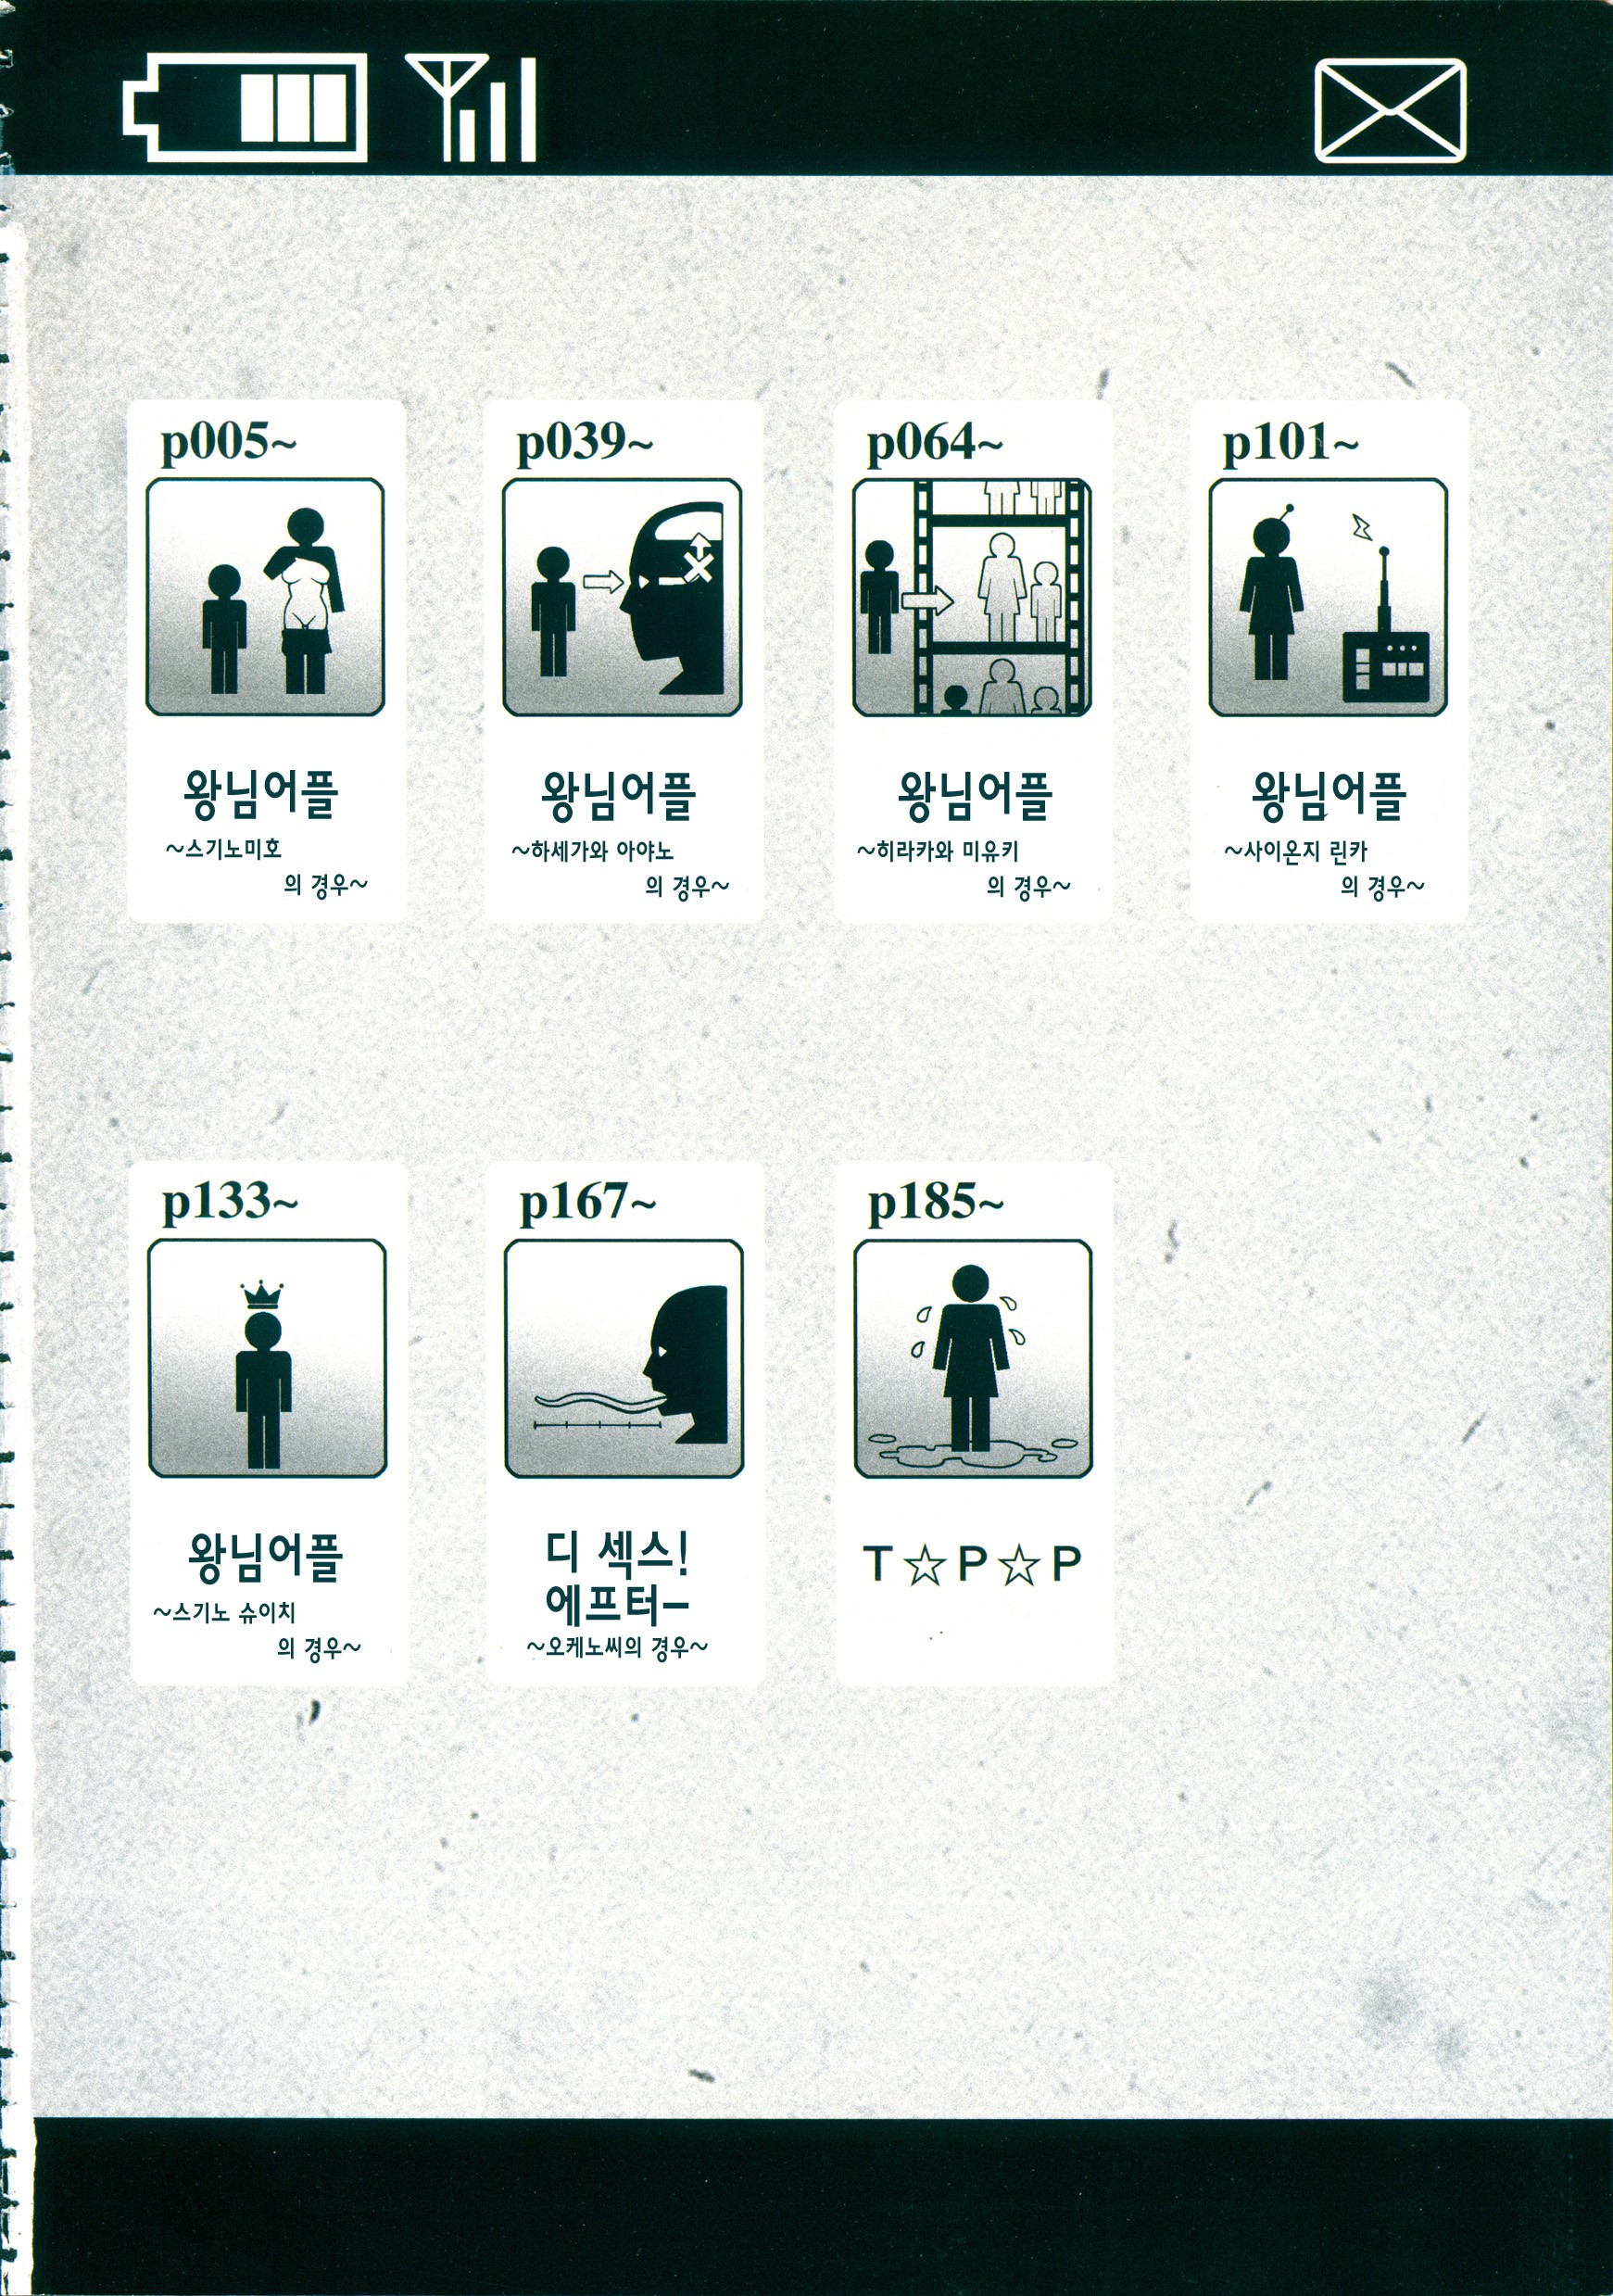 p005~
왕님어플
~스기노미호
의 경우~
p039~
왕님어플
~하세가와 아야노
의 경우~
p064~
왕님어플
~히라카와 미유키
의 경우~
p101~
왕님어플
~사이온지 린카
의 경우~
p133~
왕님어플
~스기노 슈이치
의 경우~
p167~
디 섹스!
에프터ー
~오케노씨의 경우~
p185~
T☆P☆P